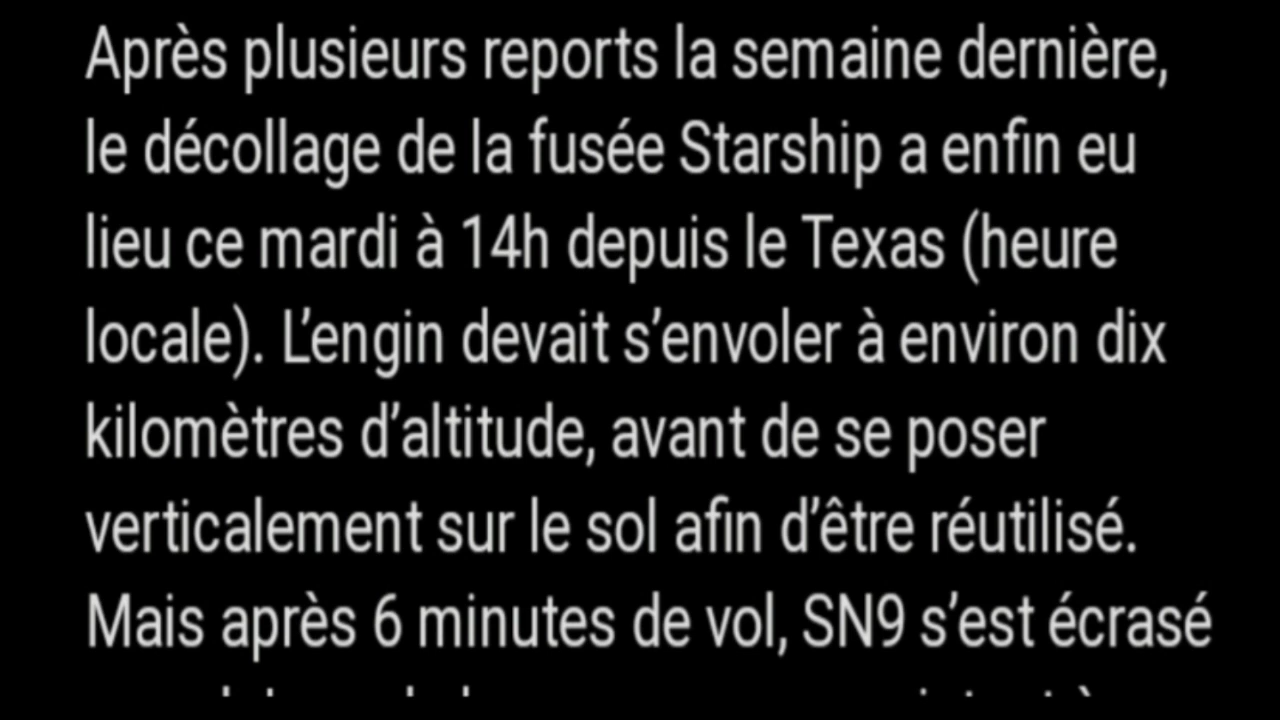 Après plusieurs reports la semaine dernière,
le décollage de la fusée Starship a enfin eu
lieu ce mardi à 14h depuis le Texas (heure
locale). L’engin devait s’envoler à environ dix
kilomètres d’altitude, avant de se poser
verticalement sur le sol afin d’être réutilisé.
Mais après 6 minutes de vol, SN9 s’est écrasé